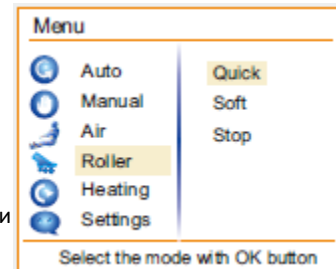 Menu
Auto
Manual
Air
Roller
Heating
Settings
Quick
Soft
Stop
и
Select the mode with OK button